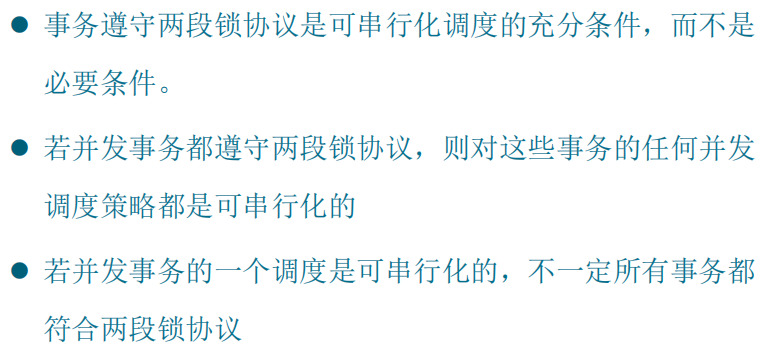 ● 事务遵守两段锁协议是可串行化调度的充分条件，而不是
必要条件。
● 若并发事务都遵守两段锁协议，则对这些事务的任何并发
调度策略都是可串行化的
● 若并发事务的一个调度是可串行化的，不一定所有事务都
符合两段锁协议